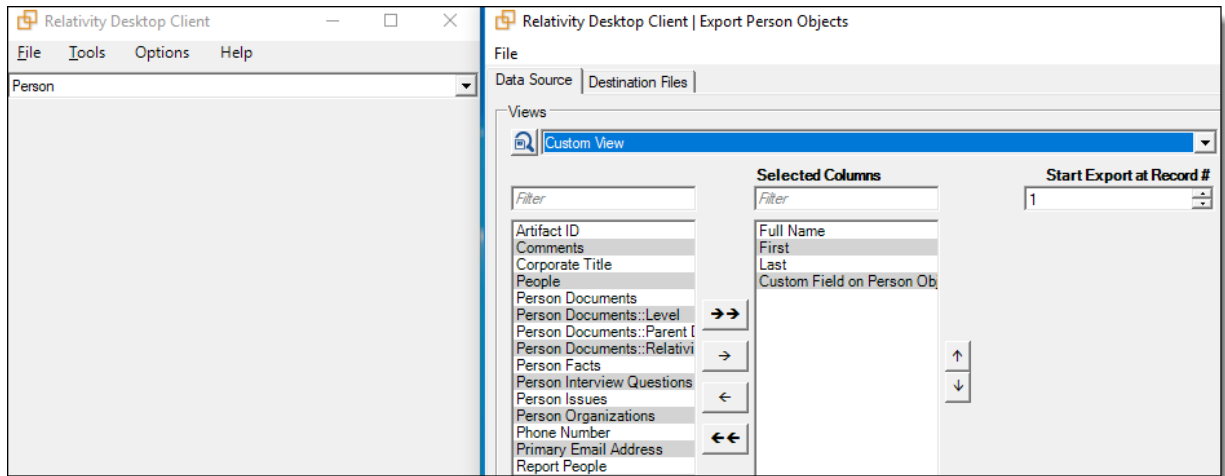 Relativity Desktop Client
File Tools Options Help
Person
Relativity Desktop Client | Export Person Objects
File
Data Source Destination Files
Views
Custom View
Selected Columns
Start Export at Record #
Filter
Filter
1
Artifact ID
Comments
Corporate Title
People
Person Documents
Person Documents::Level
Person Documents::Parent D
Person Documents::Relativi
Person Facts
Person Interview Questions
Person Issues
Person Organizations
Phone Number
Primary Email Address
Report People
Full Name
First
Last
Custom Field on Person Obj